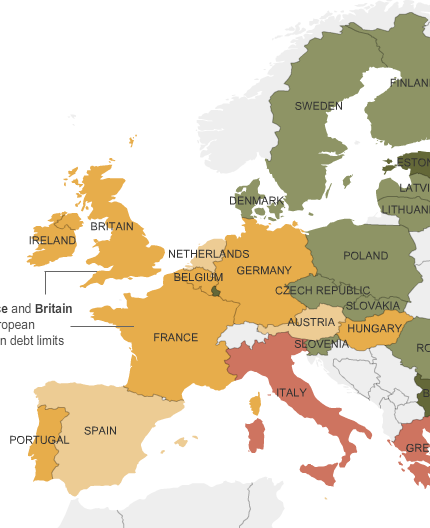 SWEDEN
FINLAN
ESTON
LATVI
LITHUANI
DENMARK
IRELAND
BRITAIN
NETHERLANDS
BELGIUM
GERMANY
POLAND
CZECH REPUBLIC
SLOVAKIA
ce and Britain
ropean
n debt limits
FRANCE
AUSTRIA
HUNGARY
SLOVENIA
RO
ITALY
B
PORTUGAL
SPAIN
GRE